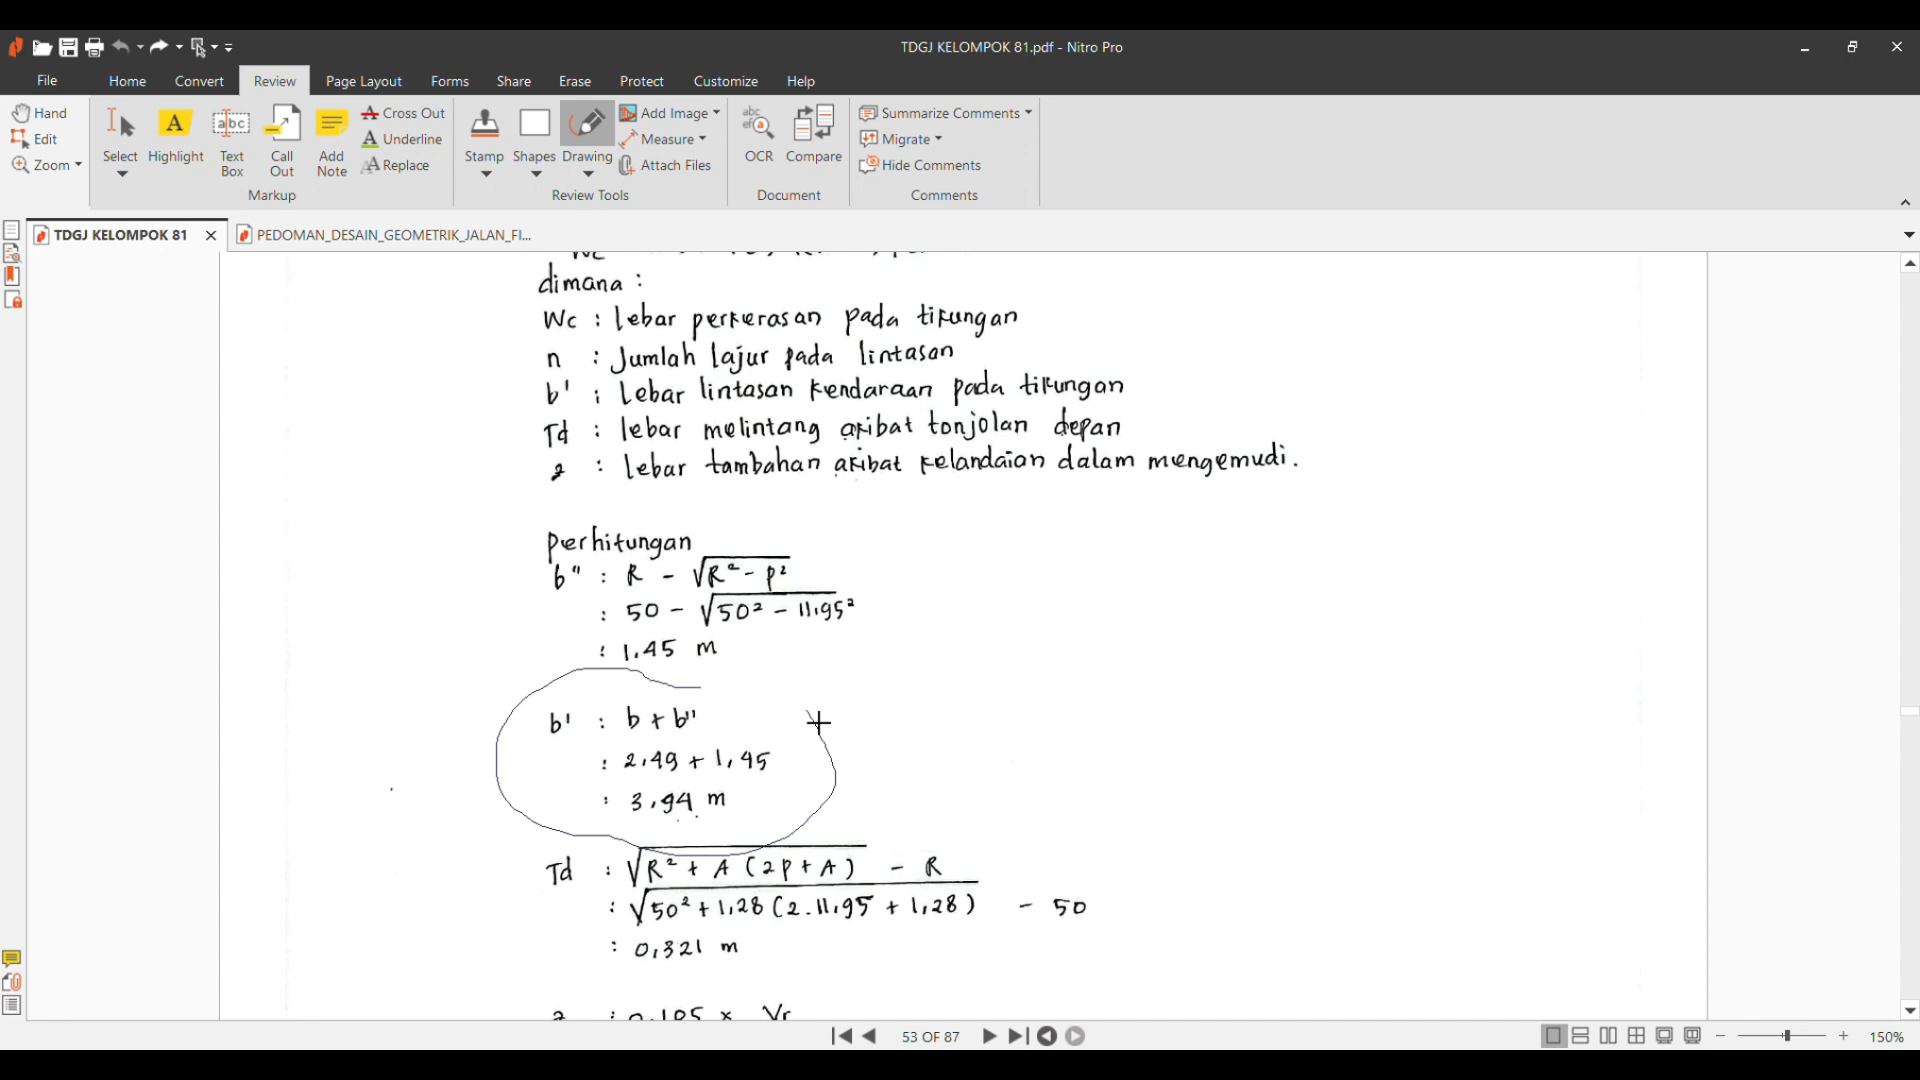 TDGJ KELOMPOK 81.pdf - Nitro Pro
File Home Convert Review Page Layout Forms Share Erase Protect Customize Help
Hand
Edit
Zoom
Select
Highlight
Text Box
Call Out
Add Note
Cross Out
Underline
Replace
Markup
Stamp
Shapes
Drawing
Add Image
Measure
Attach Files
Review Tools
OCR
Compare
Document
Summarize Comments
Migrate
Hide Comments
Comments
TDGJ KELOMPOK 81
PEDOMAN_DESAIN_GEOMETRIK_JALAN_FI...
dimana :
Wc : lebar perkerasan pada tikungan
n : Jumlah lajur pada lintasan
b' : Lebar lintasan kendaraan pada tikungan
Td : lebar melintang akibat tonjolan depan
z : lebar tambahan akibat kelandaian dalam mengemudi.
perhitungan
b" : R - √R² - p²
: 50 - √50² - 11,95²
: 1,45 m
b' : b + b"
: 2,49 + 1,45
: 3,94 m
Td : √R² + A (2p + A) - R
: √50² + 1,28 (2.11,95 + 1,28) - 50
: 0,321 m
z : 0,105 x Vr
53 OF 87
150%